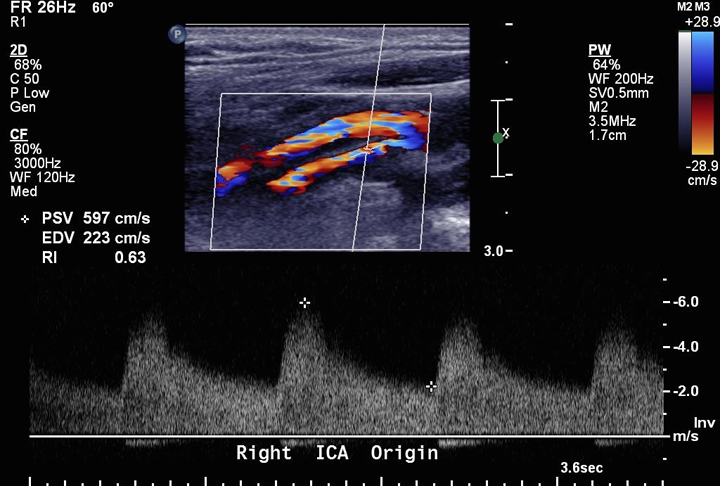 FR 26Hz 60°
R1
M2 M3
+28.9
P
2D
68%
C 50
P Low
Gen
PW
64%
WF 200Hz
SV0.5mm
M2
3.5MHz
1.7cm
CF
80%
3000Hz
WF 120Hz
Med
X
-28.9
cm/s
PSV 597 cm/s
EDV 223 cm/s
RI 0.63
3.0
-6.0
-4.0
-2.0
Inv
m/s
Right ICA Origin
3.6sec